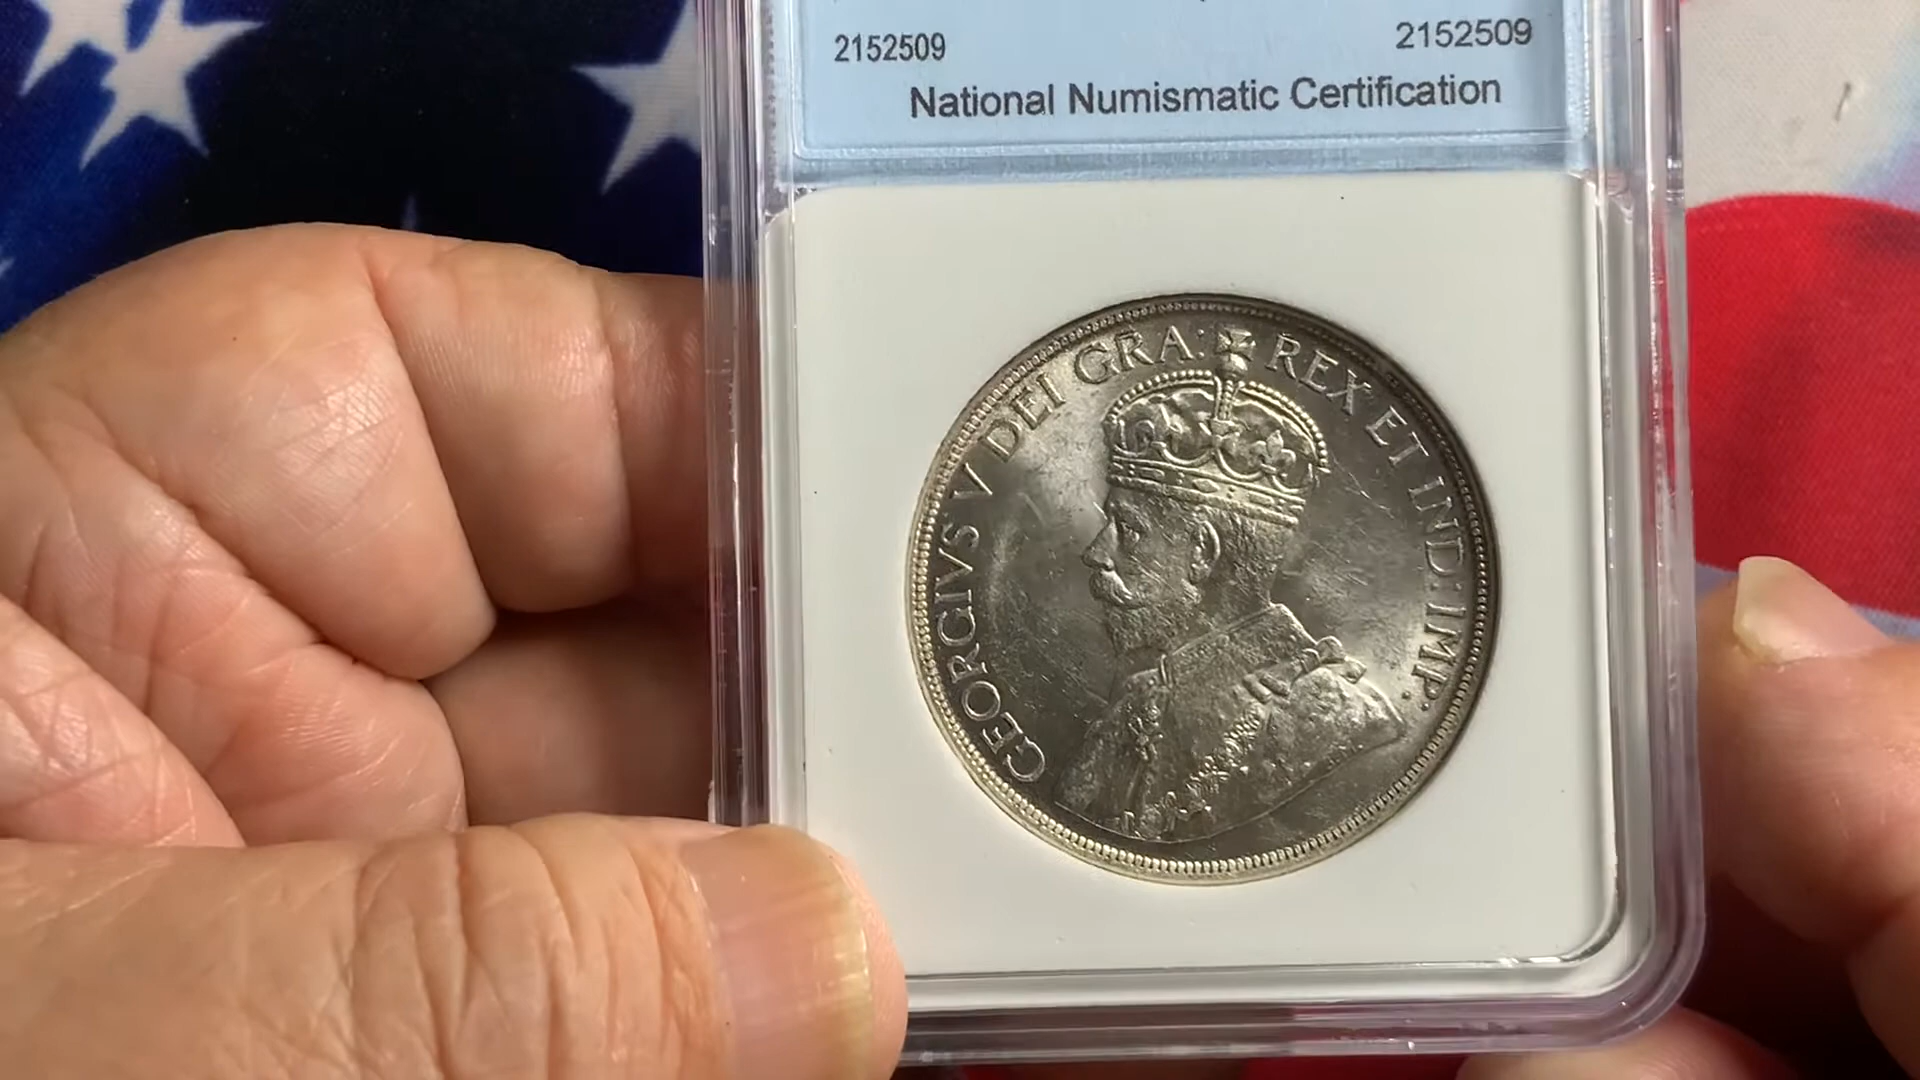 2152509
2152509
National Numismatic Certification
GEORGIVS V DEI GRA: REX ET IND: IMP: